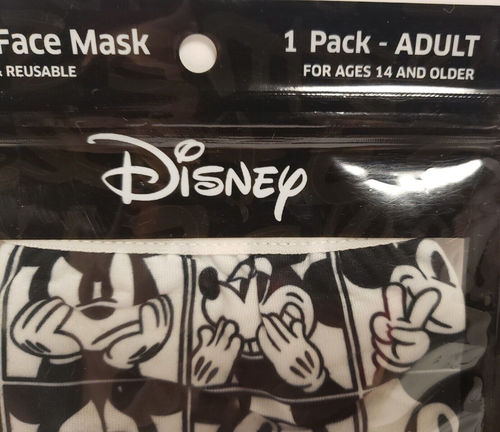 Face Mask
& REUSABLE
1 Pack - ADULT
FOR AGES 14 AND OLDER
Disney